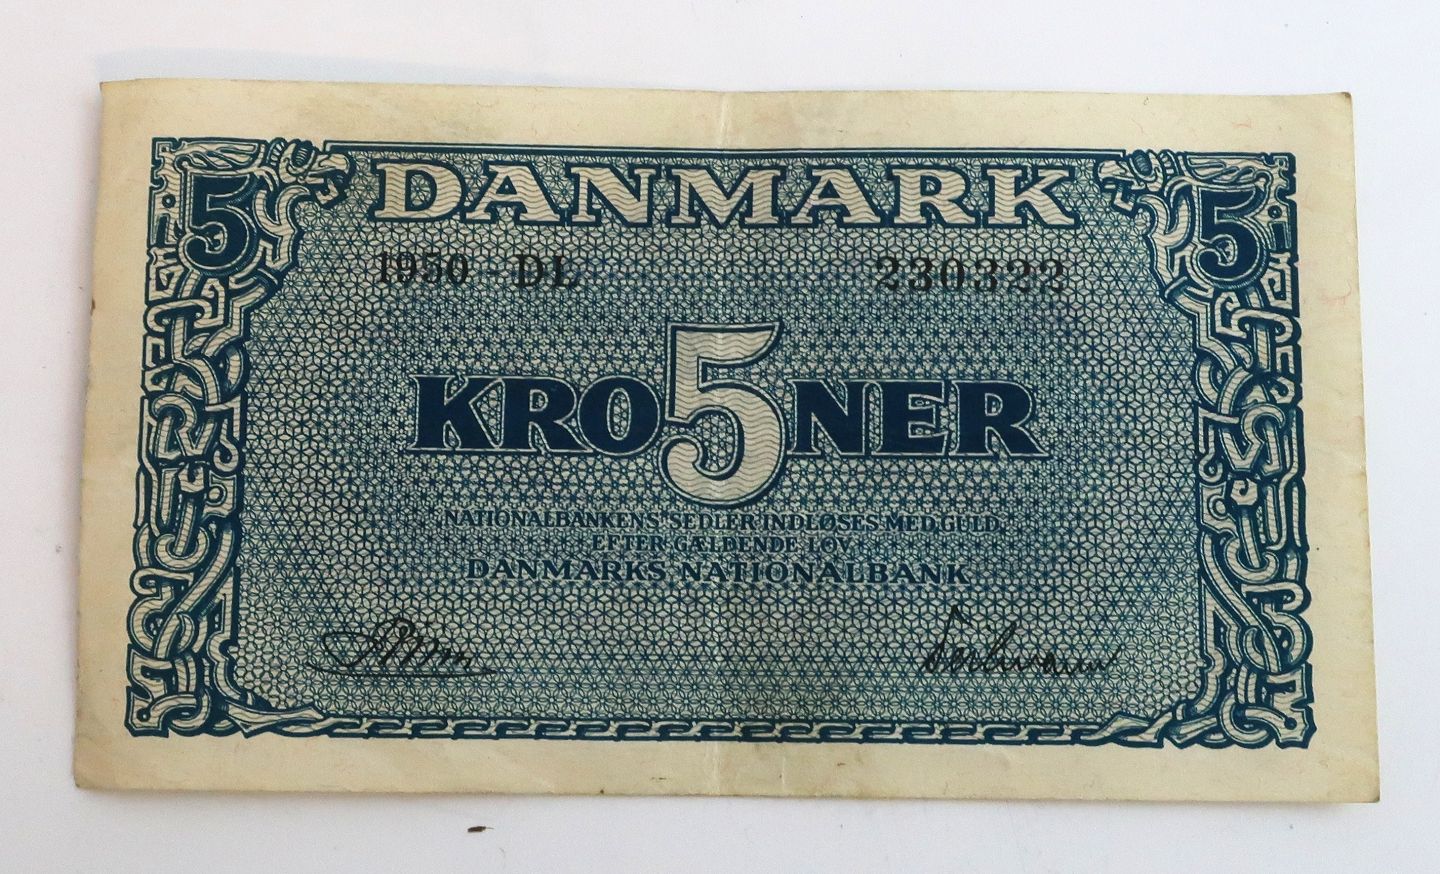 5 DANMARK 5
1950 - DL 230322
KRO5NER
NATIONALBANKENS SEDLER INDLØSES MED GULD
EFTER GÆLDENDE LOV
DANMARKS NATIONALBANK